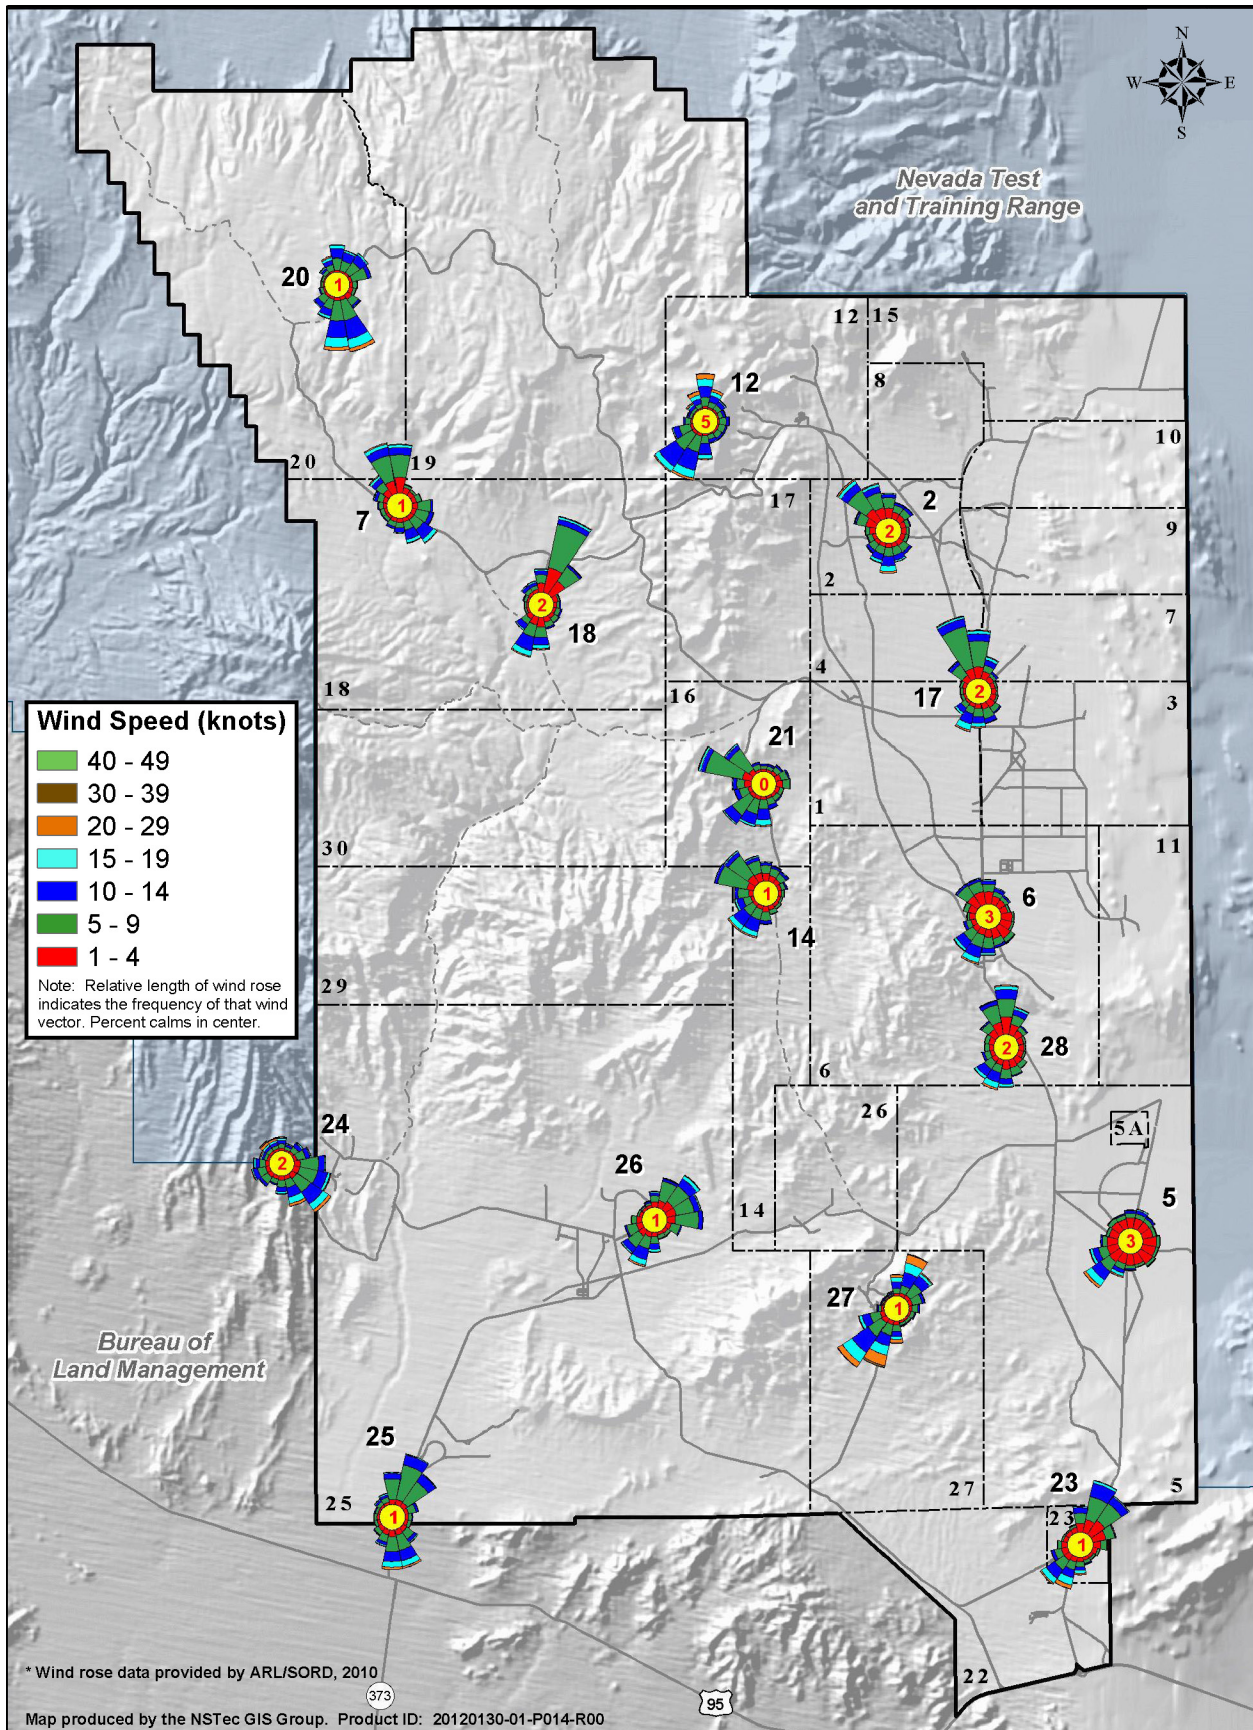 N
W E
S
Nevada Test
and Training Range
20
1
12
15
8
12
5
10
20
19
17
2
2
9
7
1
2
2
18
7
4
17
2
18
16
3
Wind Speed (knots)
40 - 49
30 - 39
20 - 29
15 - 19
10 - 14
5 - 9
1 - 4
Note: Relative length of wind rose
indicates the frequency of that wind
vector. Percent calms in center.
21
0
1
30
11
1
14
6
3
29
28
2
6
26
5A
24
2
26
1
14
5
3
27
1
Bureau of
Land Management
25
1
25
27
5
23
23
1
22
* Wind rose data provided by ARL/SORD, 2010
373
95
Map produced by the NSTec GIS Group. Product ID: 20120130-01-P014-R00